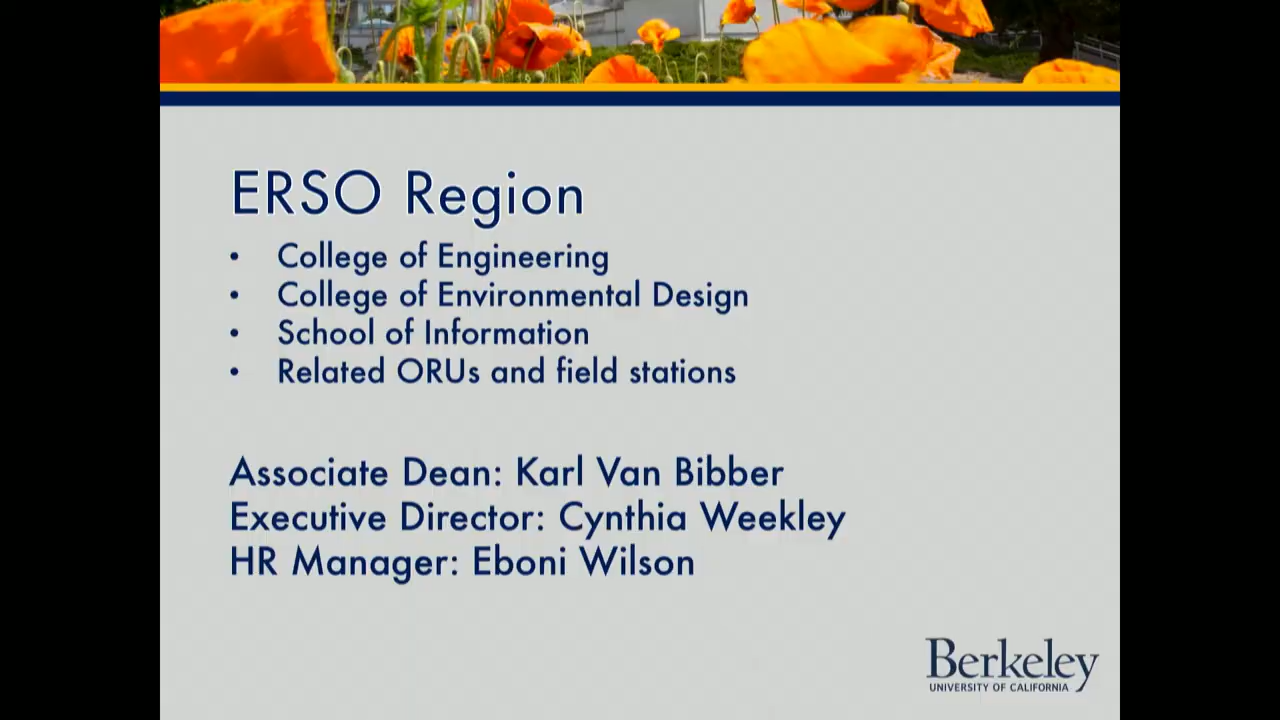 ERSO Region
• College of Engineering
• College of Environmental Design
• School of Information
• Related ORUs and field stations
Associate Dean: Karl Van Bibber
Executive Director: Cynthia Weekley
HR Manager: Eboni Wilson
Berkeley
UNIVERSITY OF CALIFORNIA